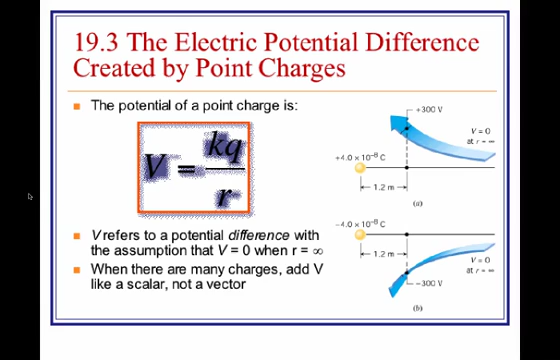 19.3 The Electric Potential Difference
Created by Point Charges
The potential of a point charge is:
V = kq/r
V refers to a potential difference with
the assumption that V = 0 when r = ∞
When there are many charges, add V
like a scalar, not a vector
+300 V
V = 0
at r = ∞
+4.0 × 10⁻⁸ C
1.2 m
(a)
−4.0 × 10⁻⁸ C
1.2 m
V = 0
at r = ∞
−300 V
(b)